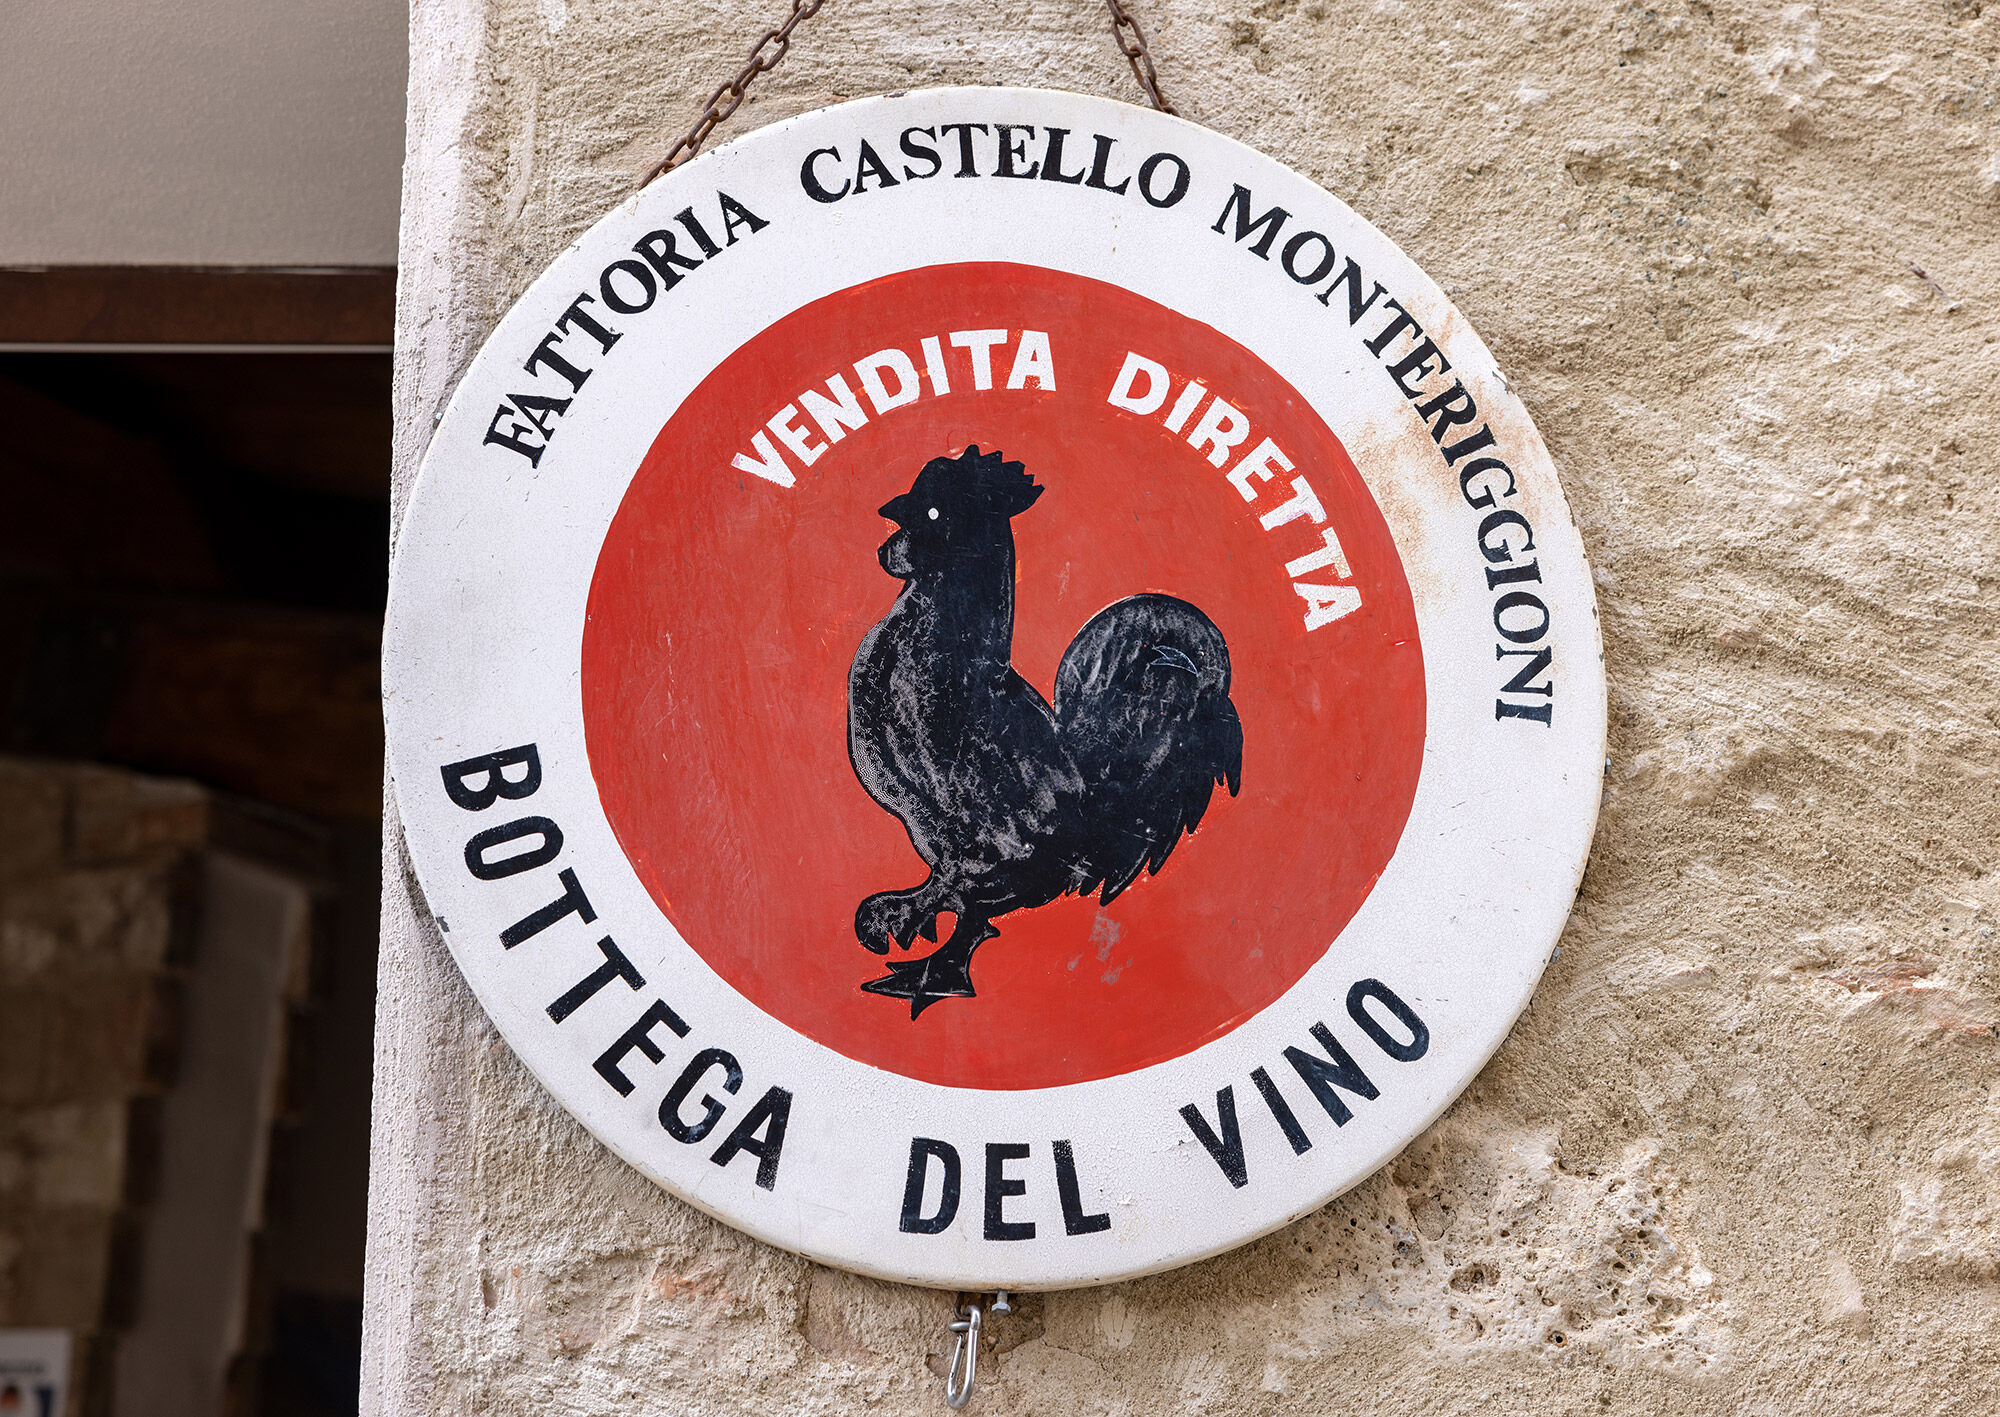 FATTORIA CASTELLO MONTERIGGIONI
VENDITA DIRETTA
BOTTEGA DEL VINO